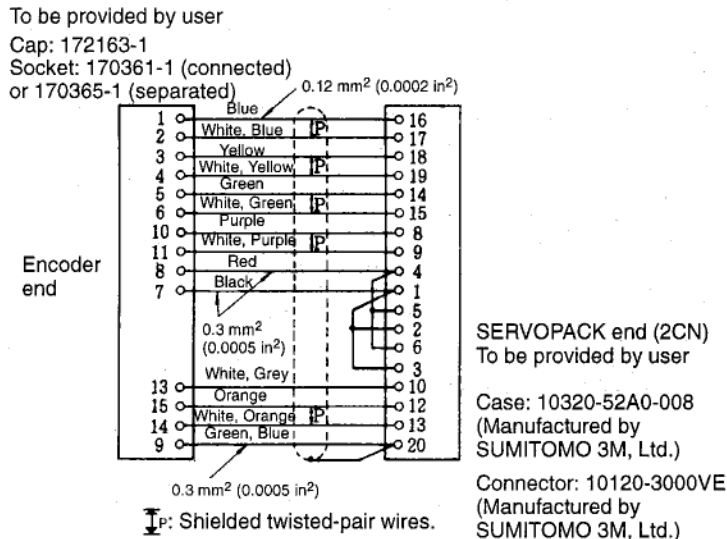 To be provided by user
Cap: 172163-1
Socket: 170361-1 (connected)
or 170365-1 (separated)
0.12 mm² (0.0002 in²)
1 Blue 16
2 White, Blue P 17
3 Yellow 18
4 White, Yellow P 19
5 Green 14
6 White, Green P 15
10 Purple 8
11 White, Purple P 9
8 Red 4
7 Black 1
5
2
6
3
Encoder
end
0.3 mm²
(0.0005 in²)
13 White, Grey 10
15 Orange 12
14 White, Orange P 13
9 Green, Blue 20
0.3 mm² (0.0005 in²)
P: Shielded twisted-pair wires.
SERVOPACK end (2CN)
To be provided by user
Case: 10320-52A0-008
(Manufactured by
SUMITOMO 3M, Ltd.)
Connector: 10120-3000VE
(Manufactured by
SUMITOMO 3M, Ltd.)